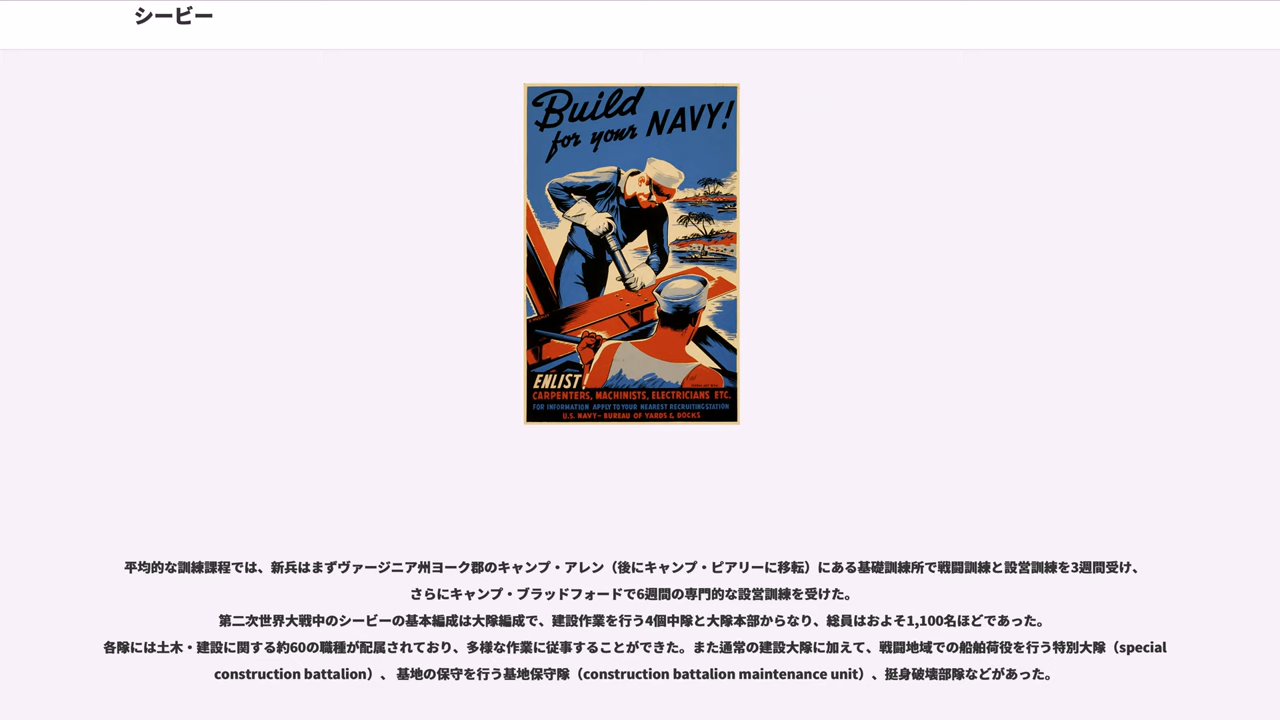 シービー
Build
for your NAVY!
ENLIST!
CARPENTERS, MACHINISTS, ELECTRICIANS ETC.
FOR INFORMATION APPLY TO YOUR NEAREST RECRUITING STATION
U.S. NAVY - BUREAU OF YARDS & DOCKS
平均的な訓練課程では、新兵はまずヴァージニア州ヨーク郡のキャンプ・アレン（後にキャンプ・ピアリーに移転）にある基礎訓練所で戦闘訓練と設営訓練を3週間受け、
さらにキャンプ・ブラッドフォードで6週間の専門的な設営訓練を受けた。
第二次世界大戦中のシービーの基本編成は大隊編成で、建設作業を行う4個中隊と大隊本部からなり、総員はおよそ1,100名ほどであった。
各隊には土木・建設に関する約60の職種が配属されており、多様な作業に従事することができた。また通常の建設大隊に加えて、戦闘地域での船舶荷役を行う特別大隊（special
construction battalion）、 基地の保守を行う基地保守隊（construction battalion maintenance unit）、挺身破壊部隊などがあった。